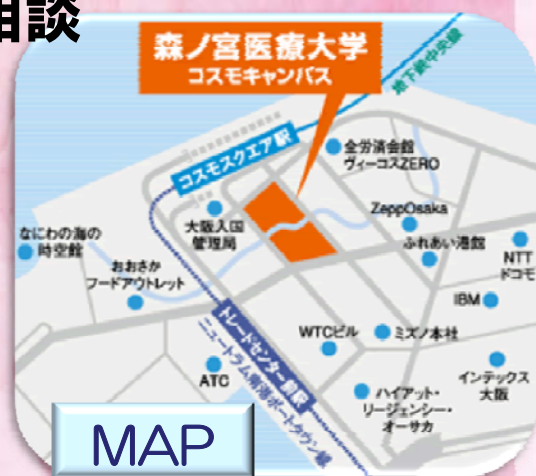 相談
森ノ宮医療大学
コスモキャンパス
地下鉄中央線
コスモスクエア駅
全労済会館
ヴィーコスZERO
大阪入国
管理局
ZeppOsaka
ふれあい港館
なにわの海の
時空館
NTT
ドコモ
おおさか
フードアウトレット
IBM
トレードセンター前駅
ニュートラム南港ポートタウン線
WTCビル
ミズノ本社
ATC
インテックス
大阪
ハイアット・
リージェンシー・
オーサカ
MAP